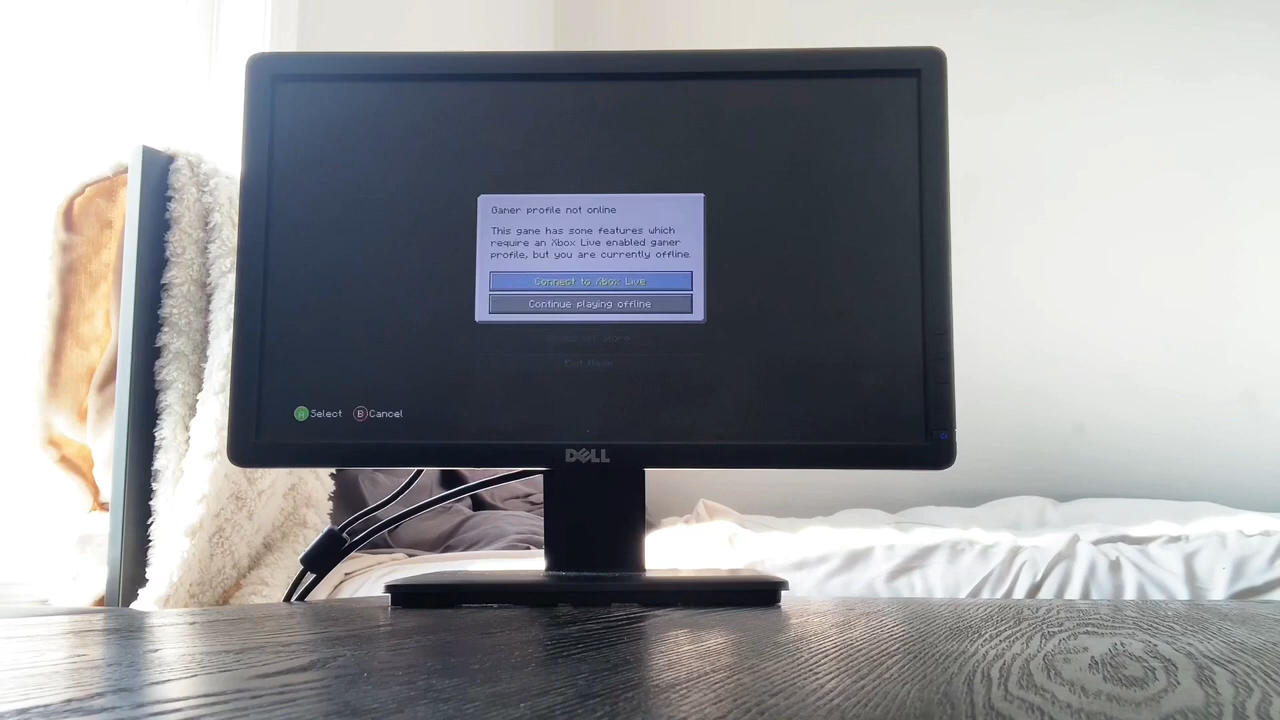 Gamer profile not online
This game has some features which
require an Xbox Live enabled gamer
profile, but you are currently offline.
Connect to Xbox Live
Continue playing offline
A Select B Cancel
DELL